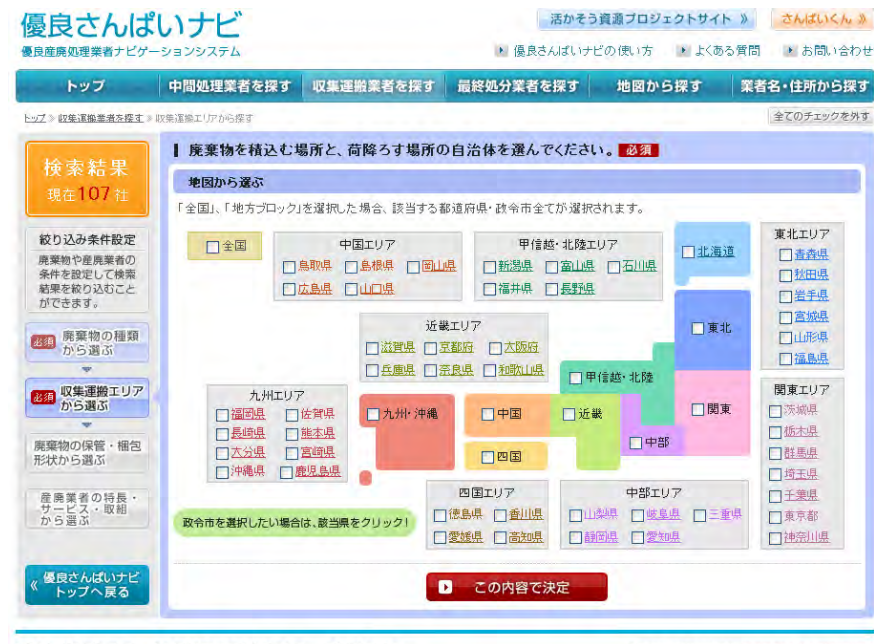 優良さんぱいナビ
優良産廃処理業者ナビゲーションシステム
活かそう資源プロジェクトサイト 》
さんぱいくん 》
優良さんぱいナビの使い方
よくある質問
お問い合わせ
トップ
中間処理業者を探す
収集運搬業者を探す
最終処分業者を探す
地図から探す
業者名・住所から探す
トップ » 収集運搬業者を探す » 収集運搬エリアから探す
全てのチェックを外す
検索結果
現在107社
絞り込み条件設定
廃棄物や産廃業者の
条件を設定して検索
結果を絞り込むこと
ができます。
必須 廃棄物の種類
から選ぶ
必須 収集運搬エリア
から選ぶ
廃棄物の保管・梱包
形状から選ぶ
産廃業者の特長・
サービス・取組
から選ぶ
《 優良さんぱいナビ
トップへ戻る
廃棄物を積込む場所と、荷降ろす場所の自治体を選んでください。 必須
地図から選ぶ
「全国」、「地方ブロック」を選択した場合、該当する都道府県・政令市全てが選択されます。
全国
中国エリア
鳥取県 島根県 岡山県
広島県 山口県
甲信越・北陸エリア
新潟県 富山県 石川県
福井県 長野県
北海道
東北エリア
青森県
秋田県
岩手県
宮城県
山形県
福島県
近畿エリア
滋賀県 京都府 大阪府
兵庫県 奈良県 和歌山県
東北
甲信越・北陸
九州エリア
福岡県 佐賀県
長崎県 熊本県
大分県 宮崎県
沖縄県 鹿児島県
九州・沖縄
中国
近畿
関東
中部
四国
関東エリア
茨城県
栃木県
群馬県
埼玉県
千葉県
東京都
神奈川県
四国エリア
徳島県 香川県
愛媛県 高知県
中部エリア
山梨県 岐阜県 三重県
静岡県 愛知県
政令市を選択したい場合は、該当県をクリック!
この内容で決定